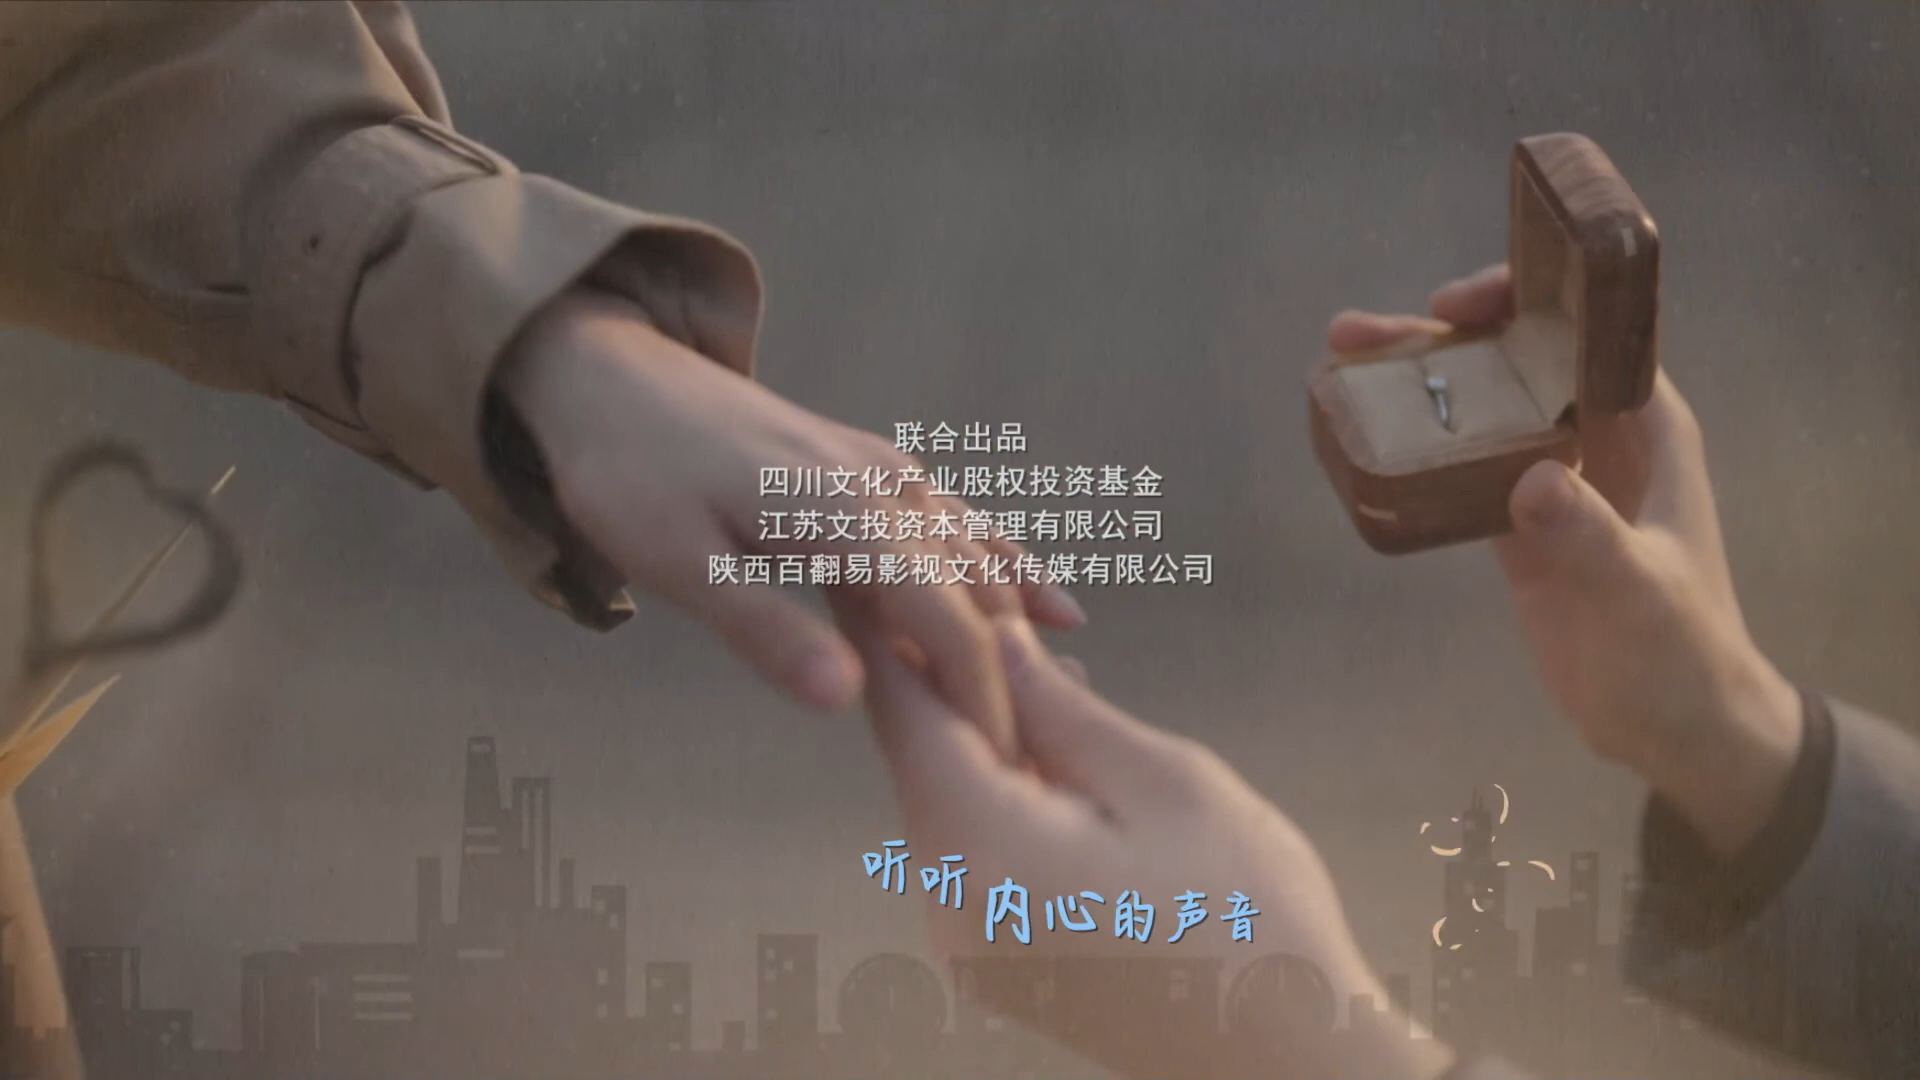 联合出品
四川文化产业股权投资基金
江苏文投资本管理有限公司
陕西百翻易影视文化传媒有限公司
听听内心的声音